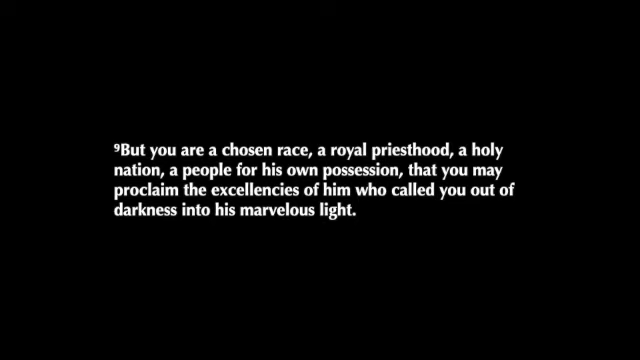 ⁹But you are a chosen race, a royal priesthood, a holy
nation, a people for his own possession, that you may
proclaim the excellencies of him who called you out of
darkness into his marvelous light.